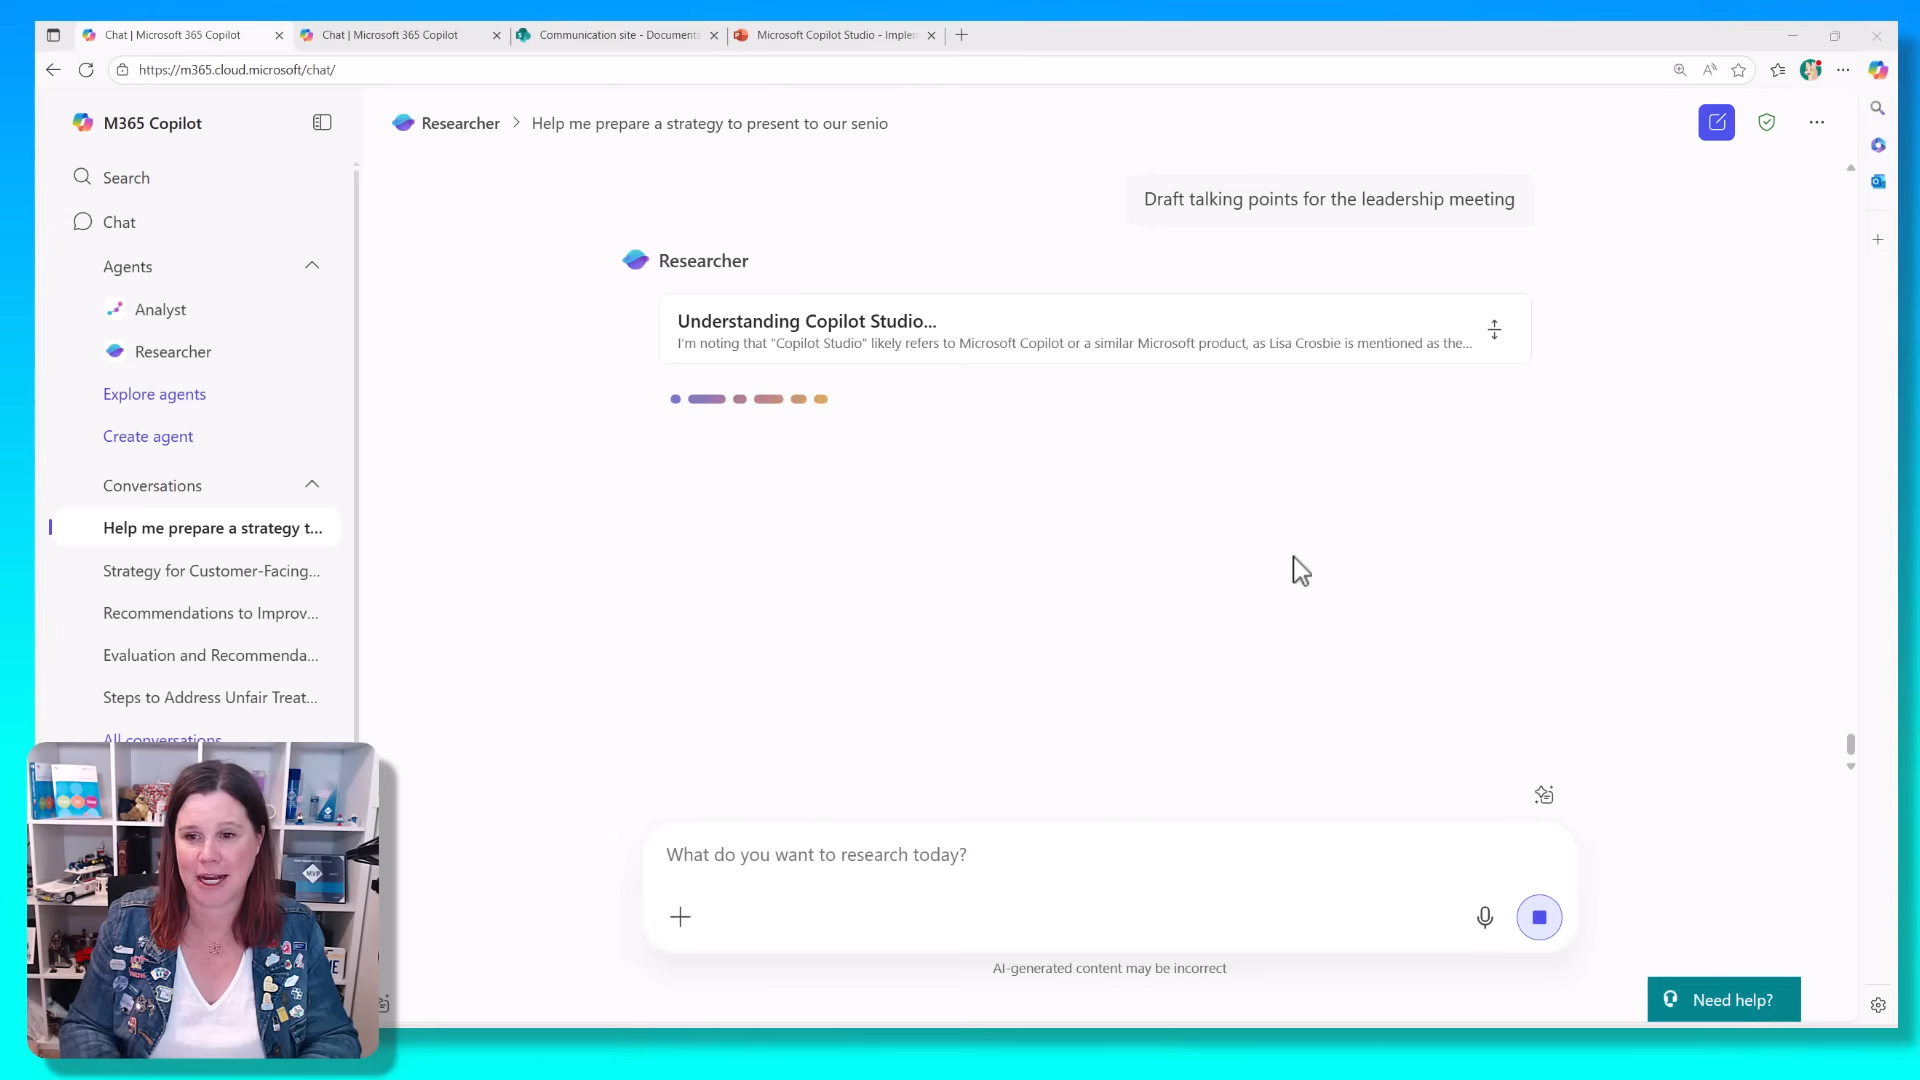 Chat | Microsoft 365 Copilot
Chat | Microsoft 365 Copilot
Communication site - Documents
Microsoft Copilot Studio - Implem
https://m365.cloud.microsoft/chat/
M365 Copilot
Search
Chat
Agents
Analyst
Researcher
Explore agents
Create agent
Conversations
Help me prepare a strategy t...
Strategy for Customer-Facing...
Recommendations to Improv...
Evaluation and Recommenda...
Steps to Address Unfair Treat...
All conversations
Researcher > Help me prepare a strategy to present to our senio
Draft talking points for the leadership meeting
Researcher
Understanding Copilot Studio...
I'm noting that "Copilot Studio" likely refers to Microsoft Copilot or a similar Microsoft product, as Lisa Crosbie is mentioned as the...
What do you want to research today?
AI-generated content may be incorrect
Need help?
MVP